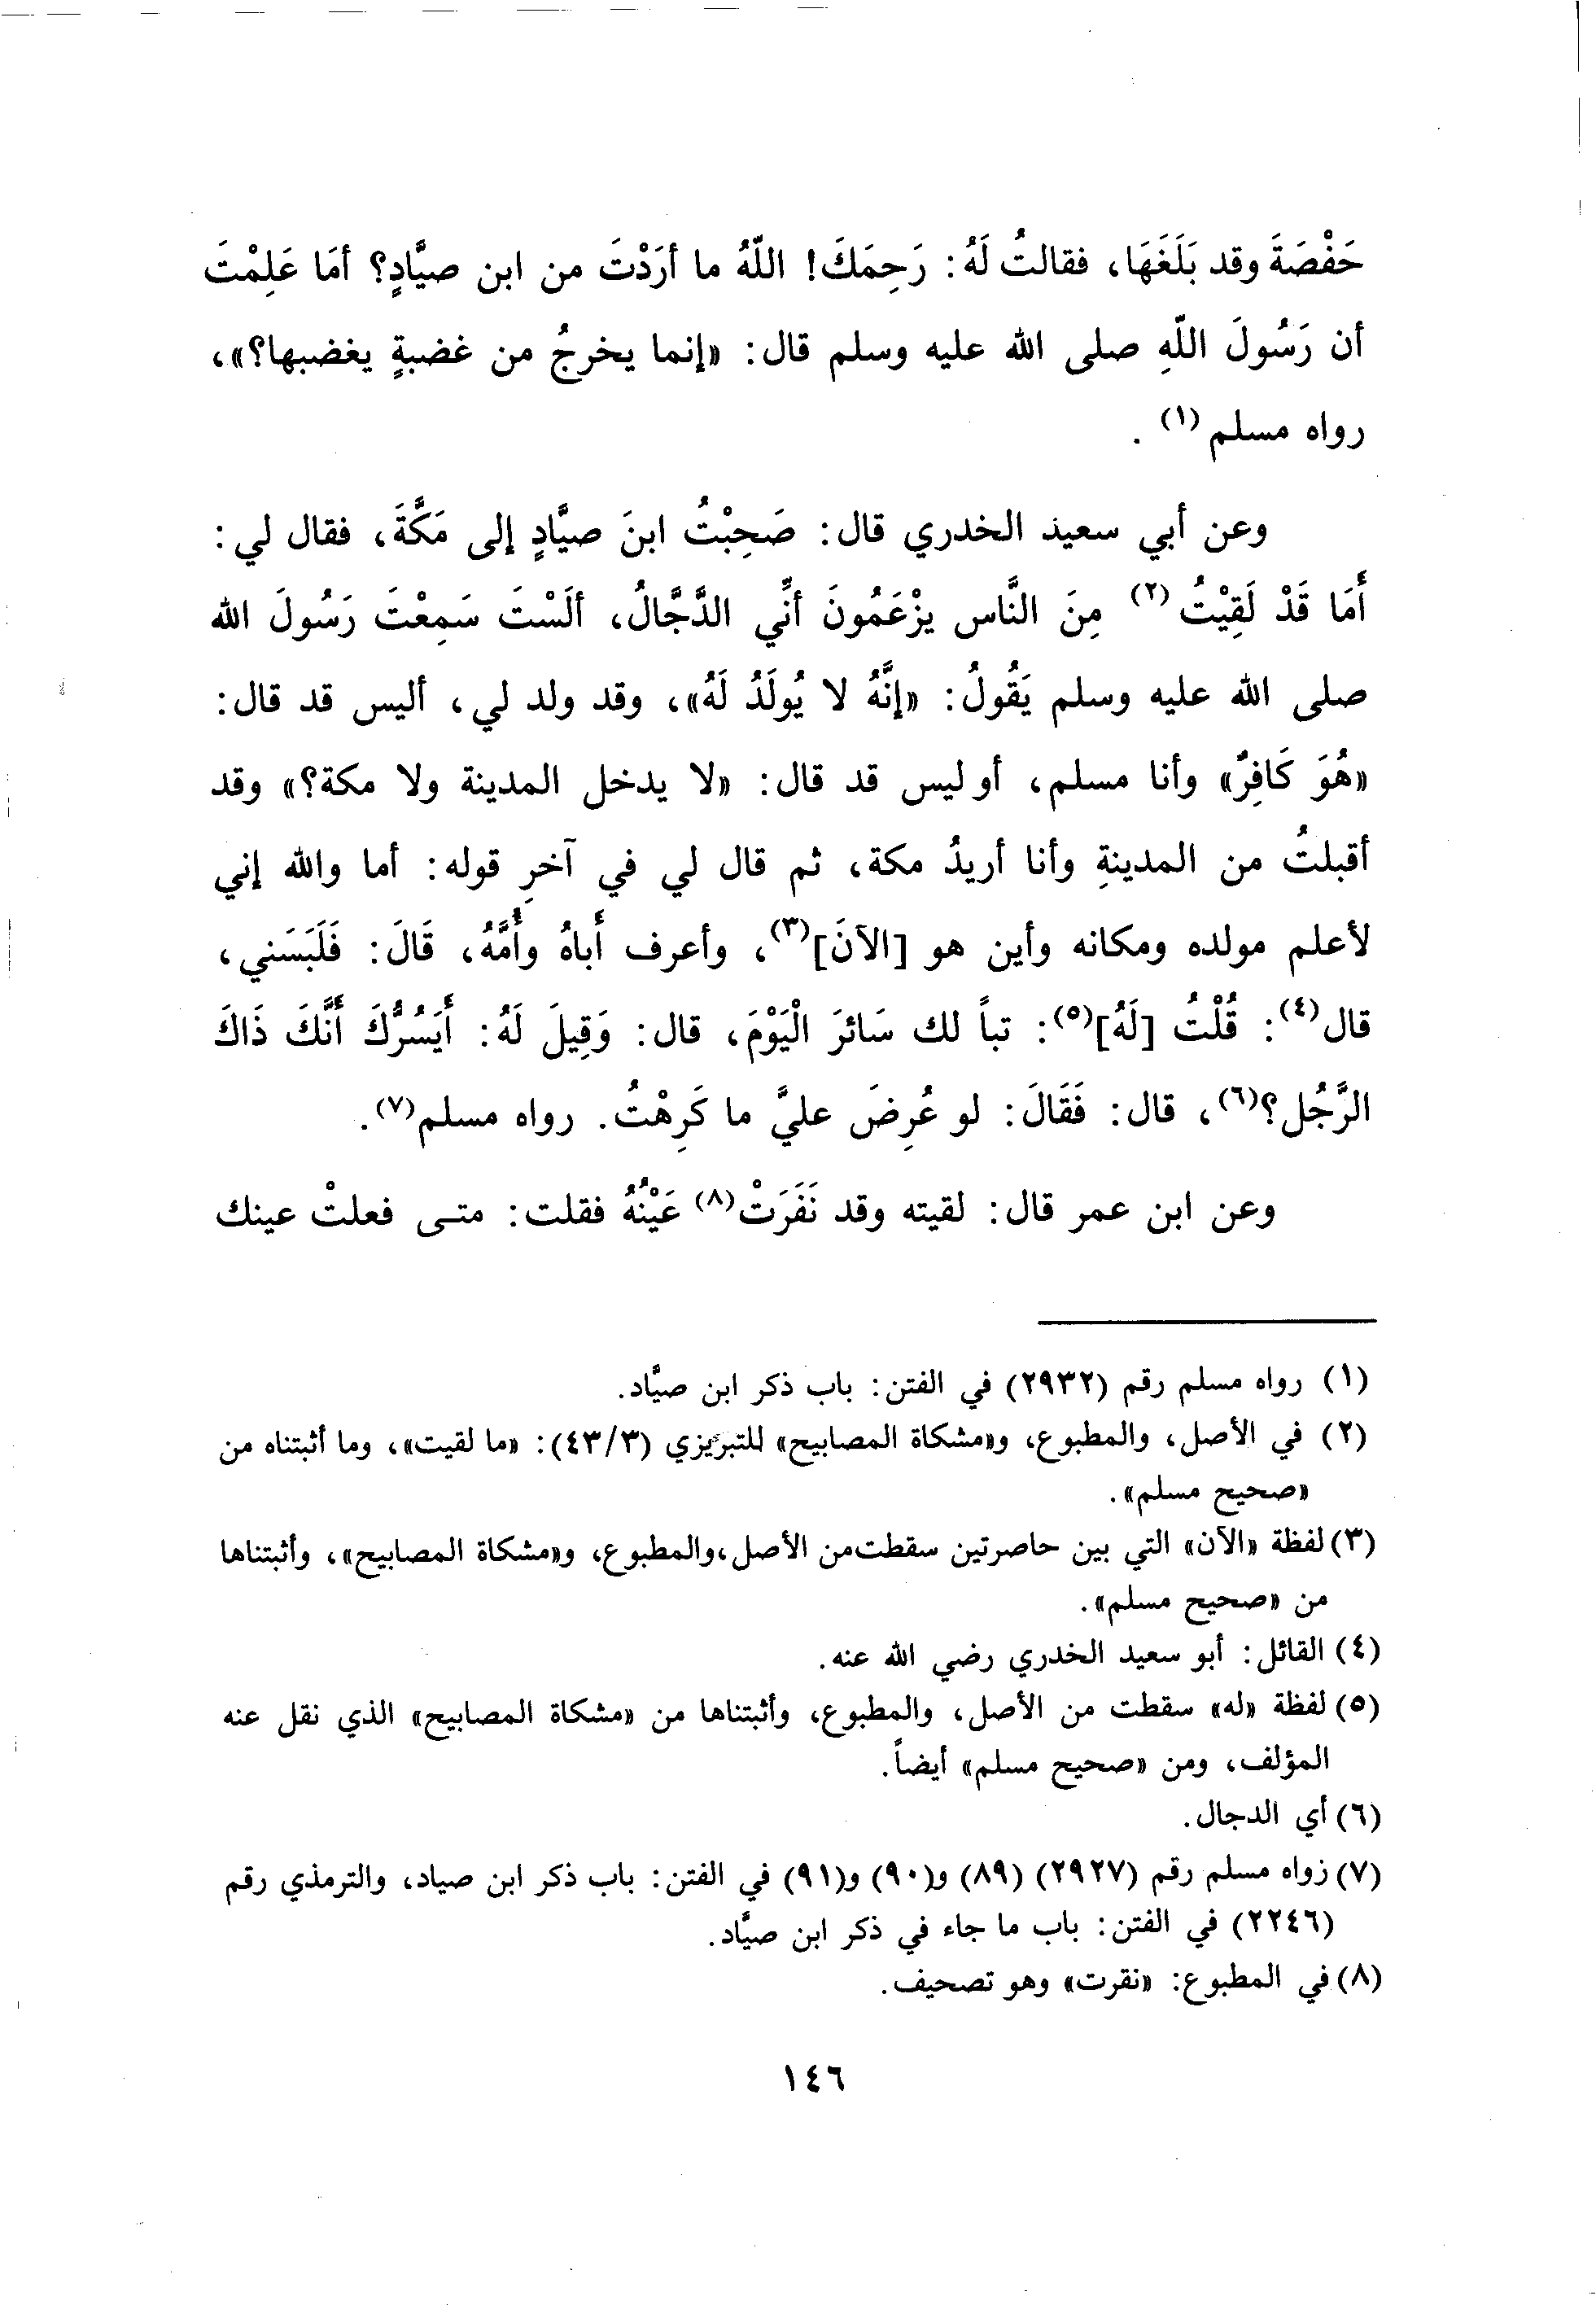 حَفْصَةَ وقد بَلَغَهَا، فقالتُ لَهُ: رَحِمَكَ! اللّهُ ما أرَدْتَ من ابن صيَّادٍ؟ أمَا عَلِمْتَ
أن رَسُولَ اللّهِ صلى الله عليه وسلم قال: «إنما يخرجُ من غضبةٍ يغضبها؟»،
رواه مسلم (١) .
وعن أبي سعيد الخدري قال: صَحِبْتُ ابنَ صيَّادٍ إلى مَكَّةَ، فقال لي:
أَمَا قَدْ لَقِيْتُ (٢) مِنَ النَّاس يزْعَمُونَ أنِّي الدَّجَّالُ، ألَسْتَ سَمِعْتَ رَسُولَ الله
صلى الله عليه وسلم يَقُولُ: «إنَّهُ لا يُولَدُ لَهُ»، وقد ولد لي، أليس قد قال:
«هُوَ كَافِرٌ» وأنا مسلم، أو ليس قد قال: «لا يدخل المدينة ولا مكة؟» وقد
أقبلتُ من المدينةِ وأنا أريدُ مكة، ثم قال لي في آخرِ قوله: أما والله إني
لأعلم مولده ومكانه وأين هو [الآنَ](٣)، وأعرف أَباهُ وأُمَّهُ، قَالَ: فَلَبَسَني،
قال(٤): قُلْتُ [لَهُ](٥): تباً لك سَائرَ الْيَوْمَ، قال: وَقِيلَ لَهُ: أَيَسُرُّكَ أَنَّكَ ذَاكَ
الرَّجُل؟(٦)، قال: فَقَالَ: لو عُرِضَ عليَّ ما كَرِهْتُ. رواه مسلم(٧).
وعن ابن عمر قال: لقيته وقد نَفَرَتْ(٨) عَيْنُهُ فقلت: متى فعلتْ عينك
(١) رواه مسلم رقم (٢٩٣٢) في الفتن: باب ذكر ابن صيَّاد.
(٢) في الأصل، والمطبوع، و«مشكاة المصابيح» للتبريزي (٤٣/٣): «ما لقيت»، وما أثبتناه من
«صحيح مسلم».
(٣) لفظة «الآن» التي بين حاصرتين سقطت من الأصل، والمطبوع، و«مشكاة المصابيح»، وأثبتناها
من «صحيح مسلم».
(٤) القائل: أبو سعيد الخدري رضي الله عنه.
(٥) لفظة «له» سقطت من الأصل، والمطبوع، وأثبتناها من «مشكاة المصابيح» الذي نقل عنه
المؤلف، ومن «صحيح مسلم» أيضاً.
(٦) أي الدجال.
(٧) رواه مسلم رقم (٢٩٢٧) (٨٩) و(٩٠) و(٩١) في الفتن: باب ذكر ابن صياد، والترمذي رقم
(٢٢٤٦) في الفتن: باب ما جاء في ذكر ابن صيَّاد.
(٨) في المطبوع: «نقرت» وهو تصحيف.
١٤٦